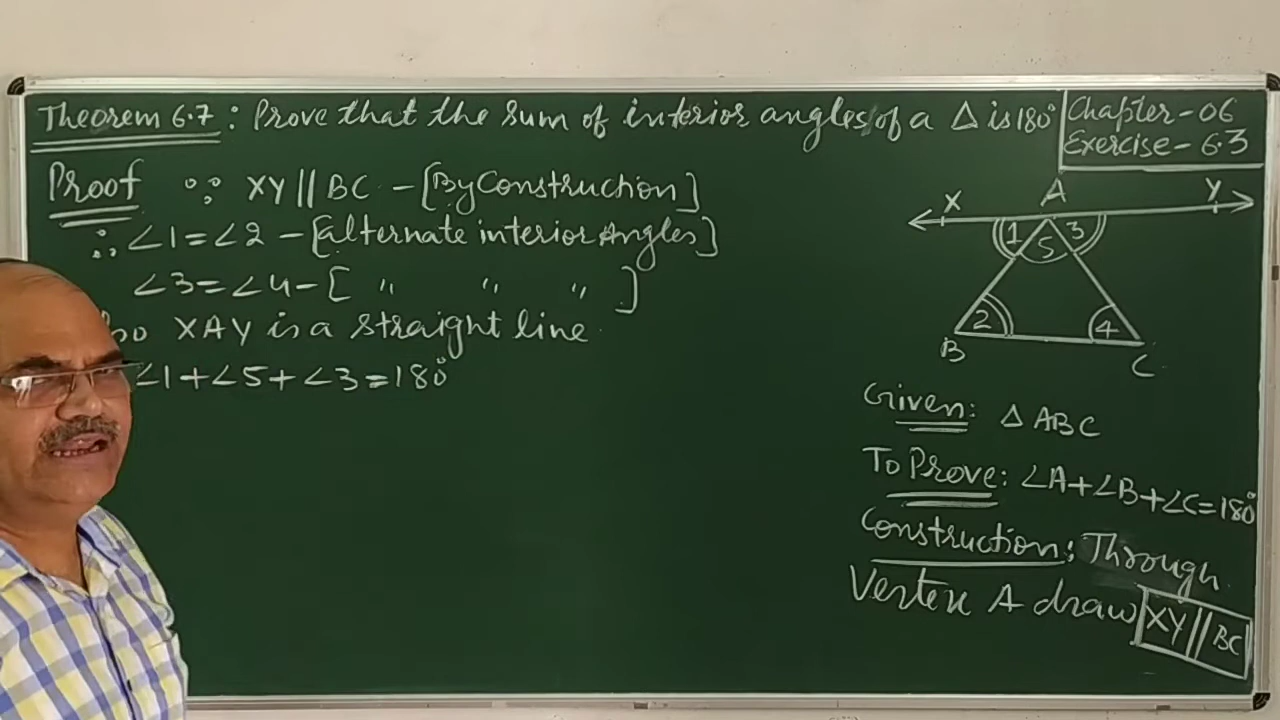 Theorem 6.7: Prove that the sum of interior angles of a Δ is 180°
Chapter-06
Exercise-6.3
Proof ∵ XY || BC - [By Construction]
∴ ∠1=∠2 - [alternate interior Angles]
∠3=∠4 - [ " " " ]
XAY is a straight line.
∠1+∠5+∠3=180°
X A Y
1 5 3
2 4
B C
Given: Δ ABC
To Prove: ∠A+∠B+∠C=180°
Construction: Through
Vertex A draw XY || BC